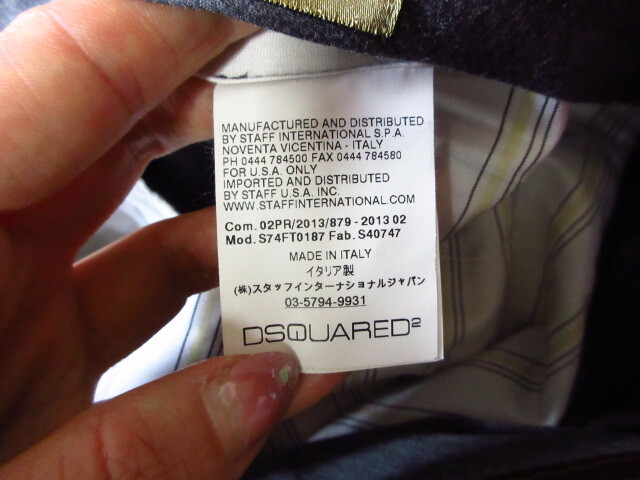 MANUFACTURED AND DISTRIBUTED
BY STAFF INTERNATIONAL S.P.A.
NOVENTA VICENTINA - ITALY
PH 0444 784500 FAX 0444 784580
FOR U.S.A. ONLY
IMPORTED AND DISTRIBUTED
BY STAFF U.S.A. INC.
WWW.STAFFINTERNATIONAL.COM
Com. 02PR/2013/879 - 2013 02
Mod. S74FT0187 Fab. S40747
MADE IN ITALY
イタリア製
(株)スタッフインターナショナルジャパン
03-5794-9931
DSQUARED2